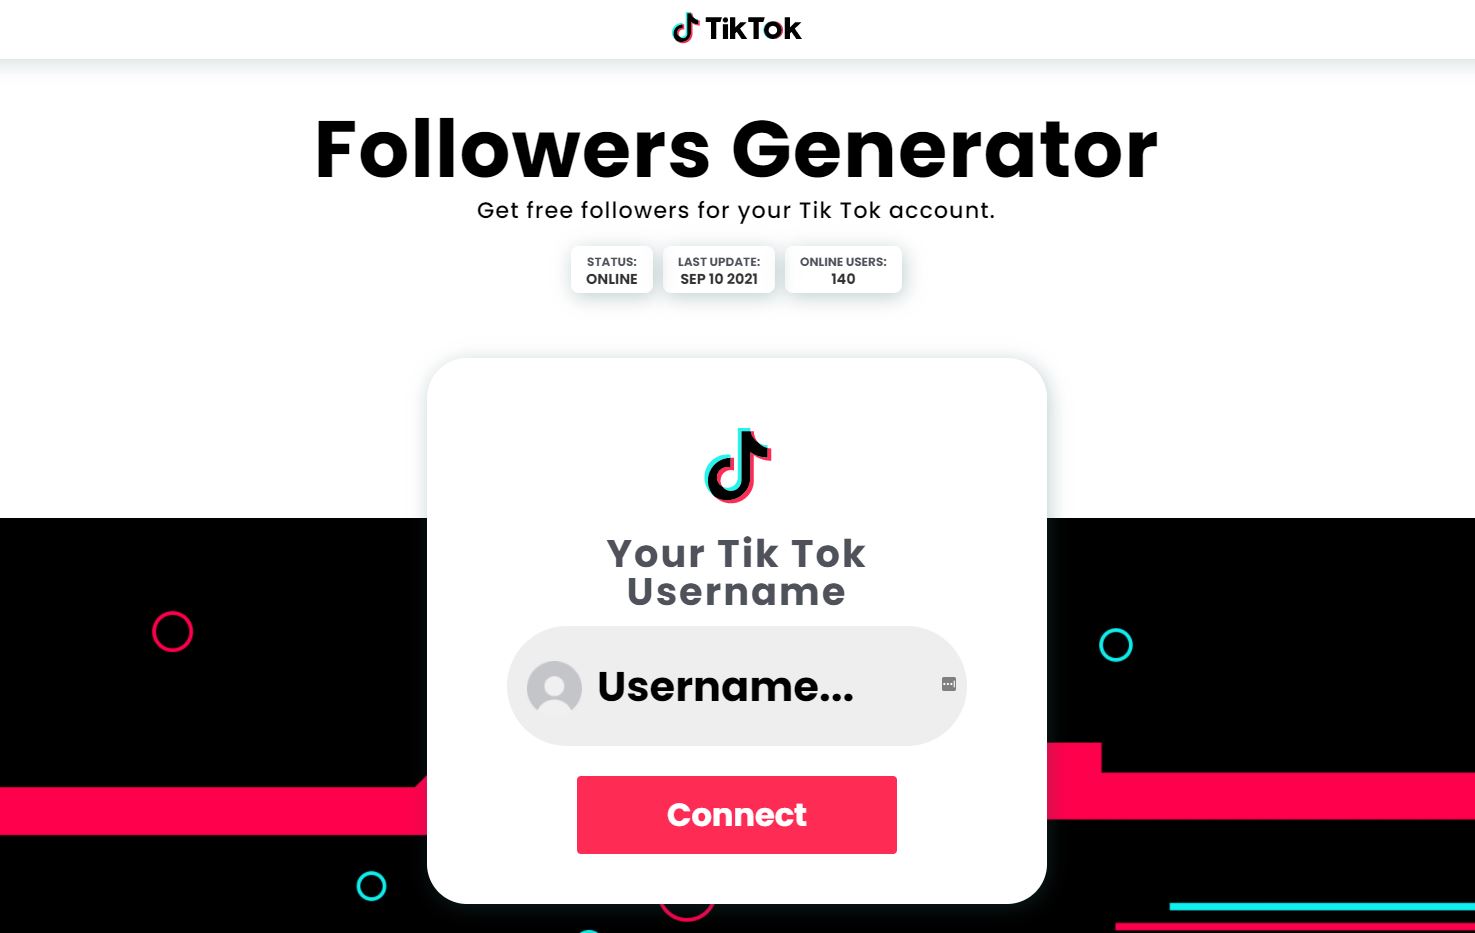 TikTok
Followers Generator
Get free followers for your Tik Tok account.
STATUS:
ONLINE
LAST UPDATE:
SEP 10 2021
ONLINE USERS:
140
Your Tik Tok
Username
Username...
Connect